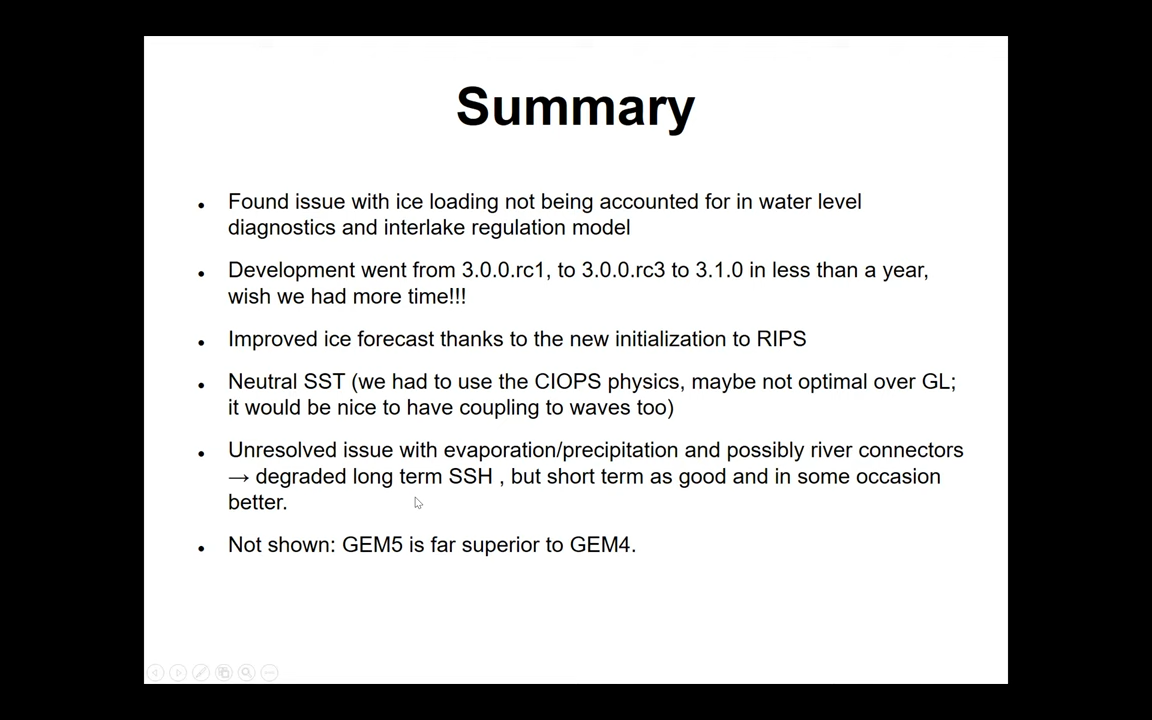 Summary
• Found issue with ice loading not being accounted for in water level
diagnostics and interlake regulation model
• Development went from 3.0.0.rc1, to 3.0.0.rc3 to 3.1.0 in less than a year,
wish we had more time!!!
• Improved ice forecast thanks to the new initialization to RIPS
• Neutral SST (we had to use the CIOPS physics, maybe not optimal over GL;
it would be nice to have coupling to waves too)
• Unresolved issue with evaporation/precipitation and possibly river connectors
→ degraded long term SSH , but short term as good and in some occasion
better.
• Not shown: GEM5 is far superior to GEM4.